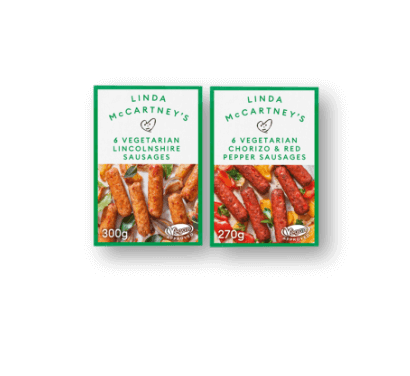 LINDA
McCARTNEY'S
6 VEGETARIAN
LINCOLNSHIRE
SAUSAGES
300g
LINDA
McCARTNEY'S
6 VEGETARIAN
CHORIZO & RED
PEPPER SAUSAGES
270g